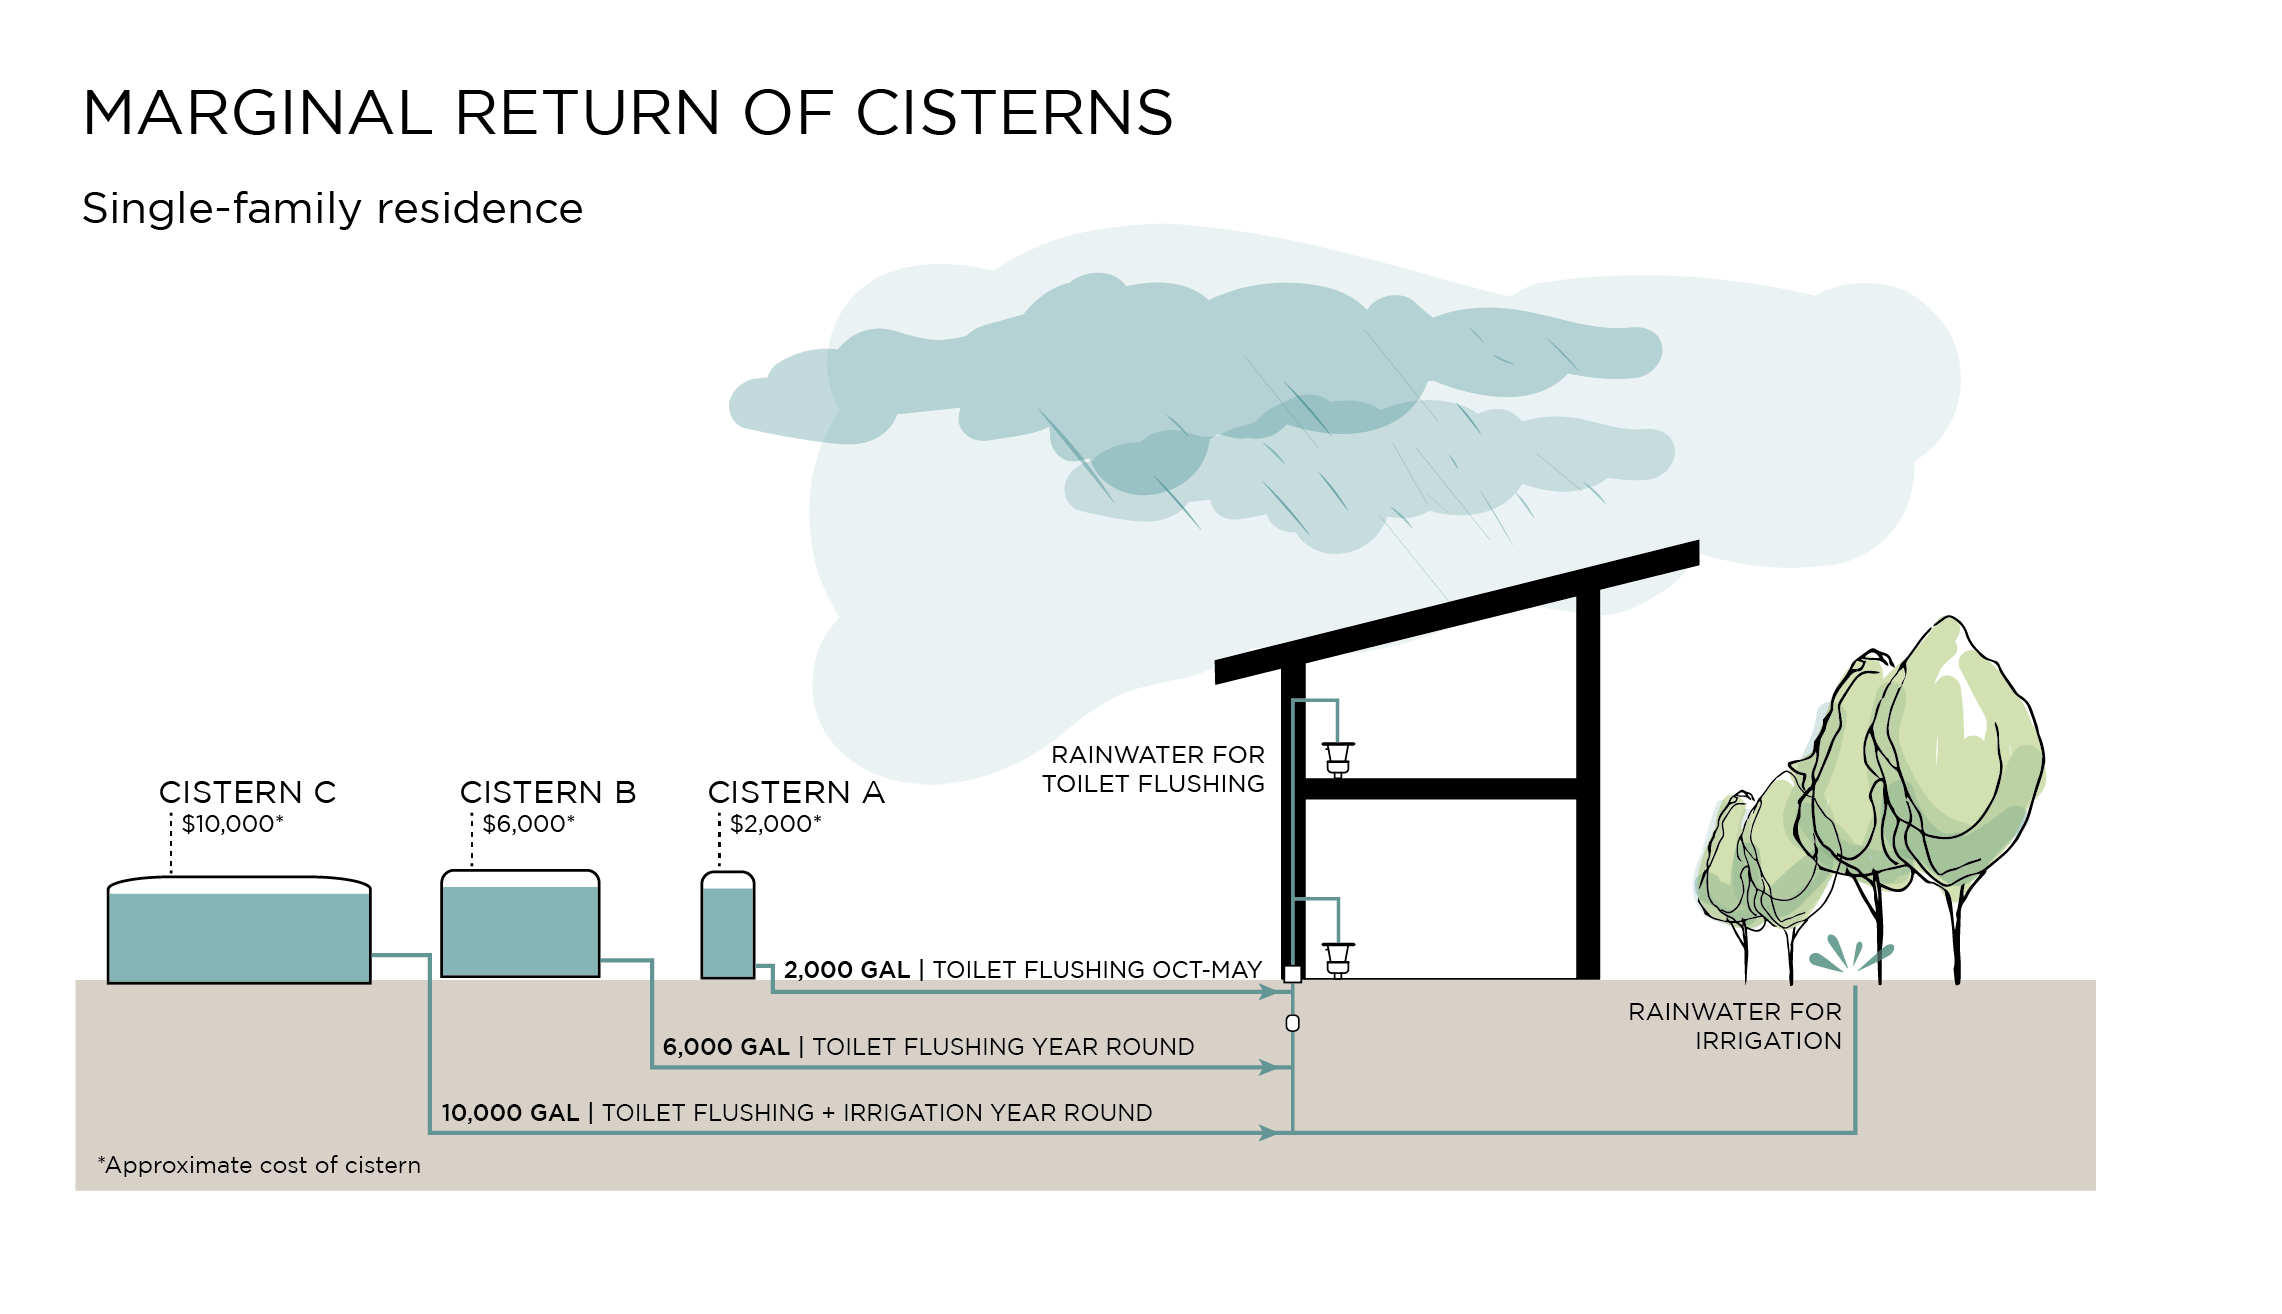 MARGINAL RETURN OF CISTERNS
Single-family residence
RAINWATER FOR
TOILET FLUSHING
CISTERN C
$10,000*
CISTERN B
$6,000*
CISTERN A
$2,000*
2,000 GAL | TOILET FLUSHING OCT-MAY
RAINWATER FOR
IRRIGATION
6,000 GAL | TOILET FLUSHING YEAR ROUND
10,000 GAL | TOILET FLUSHING + IRRIGATION YEAR ROUND
*Approximate cost of cistern